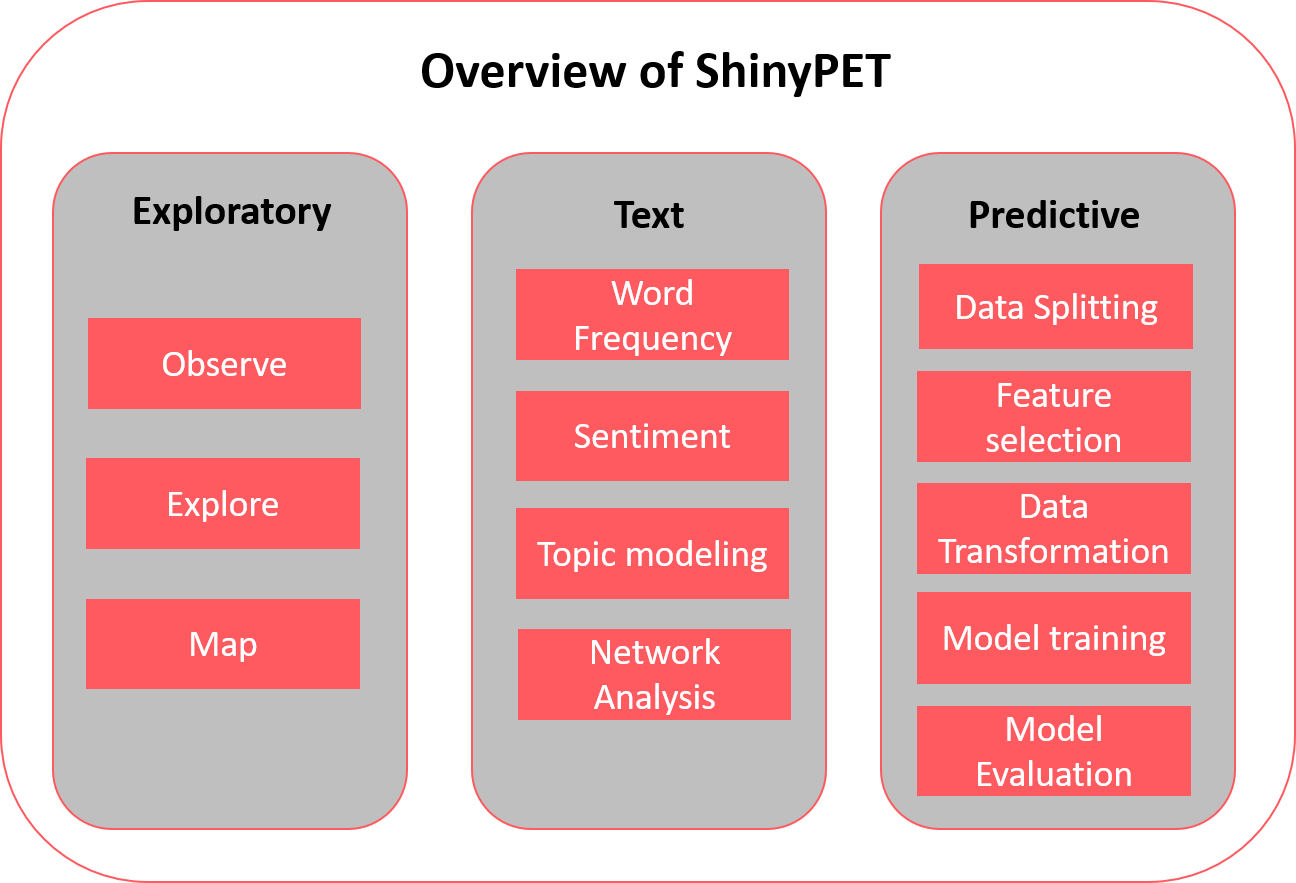 Overview of ShinyPET
Exploratory
Observe
Explore
Map
Text
Word
Frequency
Sentiment
Topic modeling
Network
Analysis
Predictive
Data Splitting
Feature
selection
Data
Transformation
Model training
Model
Evaluation